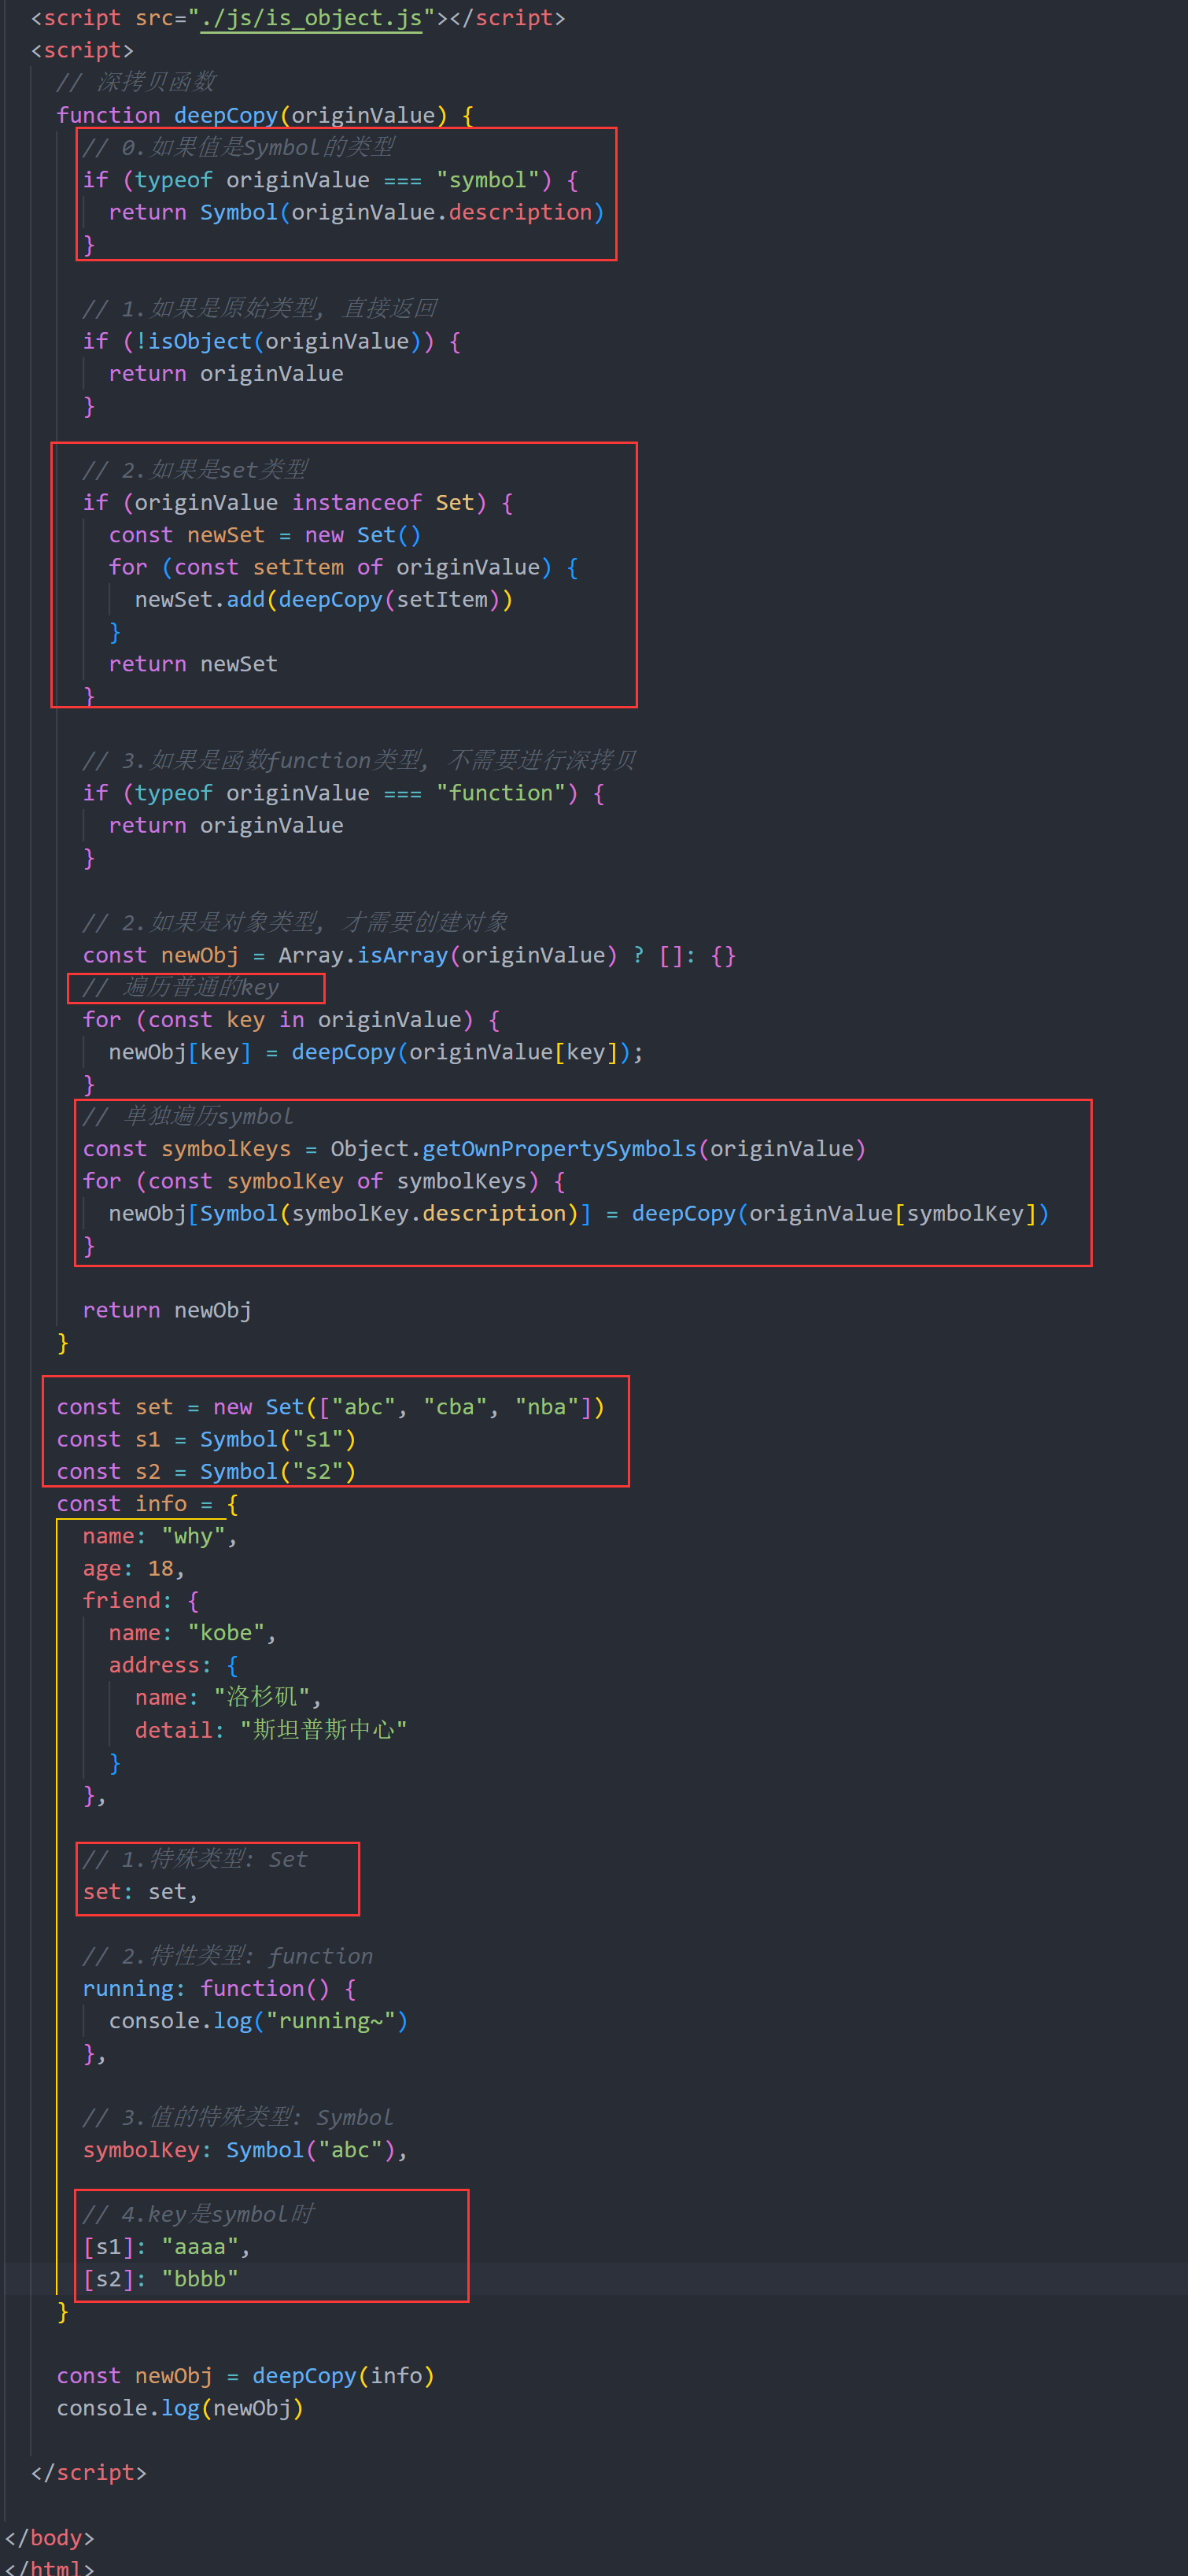 <script src="./js/is_object.js"></script>
<script>
// 深拷贝函数
function deepCopy(originValue) {
// 0.如果值是Symbol的类型
if (typeof originValue === "symbol") {
return Symbol(originValue.description)
}
// 1.如果是原始类型, 直接返回
if (!isObject(originValue)) {
return originValue
}
// 2.如果是set类型
if (originValue instanceof Set) {
const newSet = new Set()
for (const setItem of originValue) {
newSet.add(deepCopy(setItem))
}
return newSet
}
// 3.如果是函数function类型, 不需要进行深拷贝
if (typeof originValue === "function") {
return originValue
}
// 2.如果是对象类型, 才需要创建对象
const newObj = Array.isArray(originValue) ? []: {}
// 遍历普通的key
for (const key in originValue) {
newObj[key] = deepCopy(originValue[key]);
}
// 单独遍历symbol
const symbolKeys = Object.getOwnPropertySymbols(originValue)
for (const symbolKey of symbolKeys) {
newObj[Symbol(symbolKey.description)] = deepCopy(originValue[symbolKey])
}
return newObj
}
const set = new Set(["abc", "cba", "nba"])
const s1 = Symbol("s1")
const s2 = Symbol("s2")
const info = {
name: "why",
age: 18,
friend: {
name: "kobe",
address: {
name: "洛杉矶",
detail: "斯坦普斯中心"
}
},
// 1.特殊类型: Set
set: set,
// 2.特性类型: function
running: function() {
console.log("running~")
},
// 3.值的特殊类型: Symbol
symbolKey: Symbol("abc"),
// 4.key是symbol时
[s1]: "aaaa",
[s2]: "bbbb"
}
const newObj = deepCopy(info)
console.log(newObj)
</script>
</body>
</html>